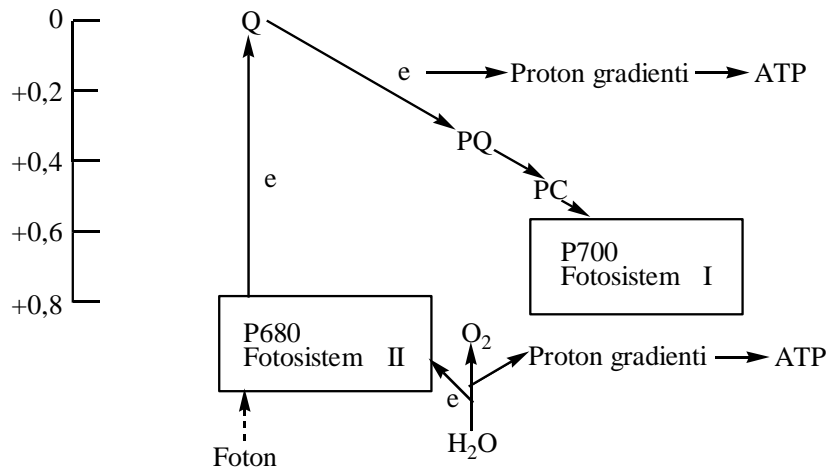 0
+0,2
+0,4
+0,6
+0,8
Q
e
Proton gradienti
ATP
PQ
e
PC
P700
Fotosistem I
P680
Fotosistem II
O₂
Proton gradienti
ATP
e
H₂O
Foton